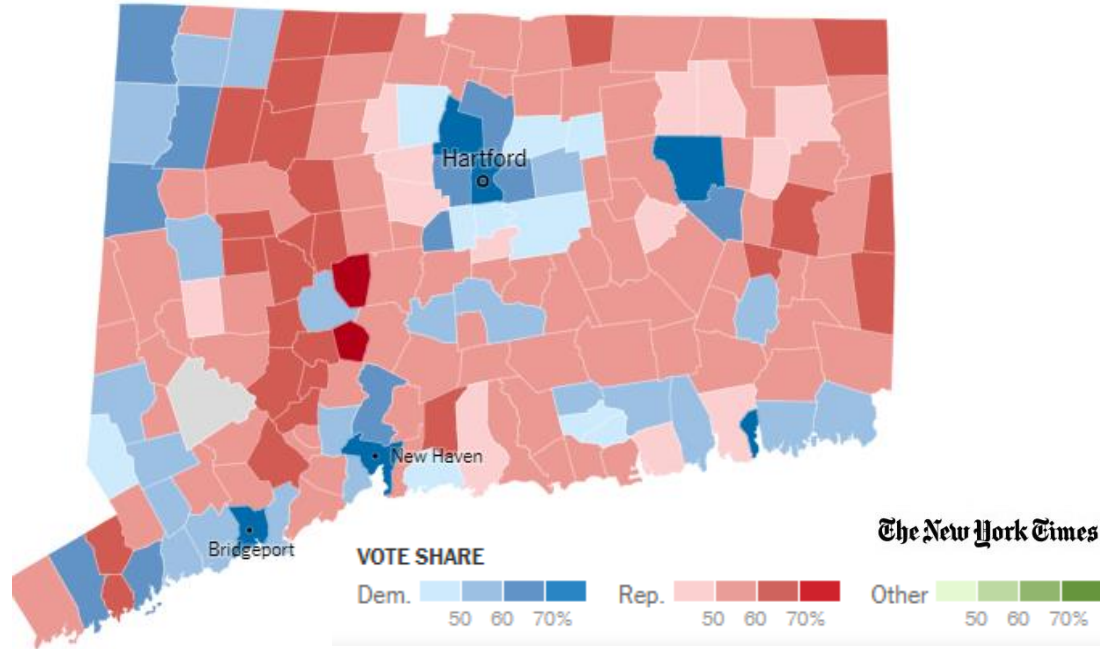 Hartford
New Haven
Bridgeport
The New York Times
VOTE SHARE
Dem. Rep. Other
50 60 70% 50 60 70% 50 60 70%